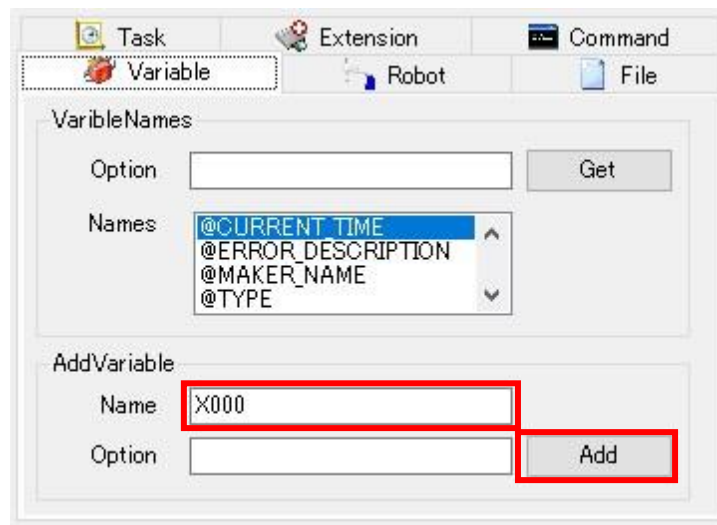 Task Extension Command
Variable Robot File
VaribleNames
Option Get
Names @CURRENT_TIME
@ERROR_DESCRIPTION
@MAKER_NAME
@TYPE
AddVariable
Name X000
Option Add